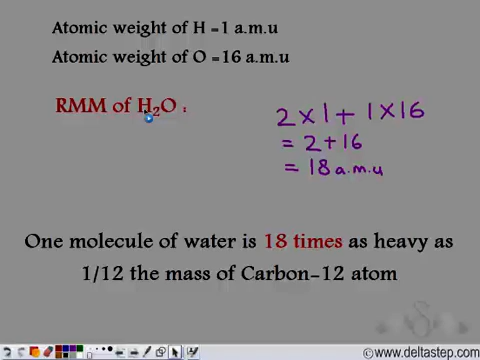 Atomic weight of H =1 a.m.u
Atomic weight of O =16 a.m.u
RMM of H₂O :
2 × 1 + 1 × 16
= 2 + 16
= 18 a.m.u
One molecule of water is 18 times as heavy as
1/12 the mass of Carbon-12 atom
©www.deltastep.com